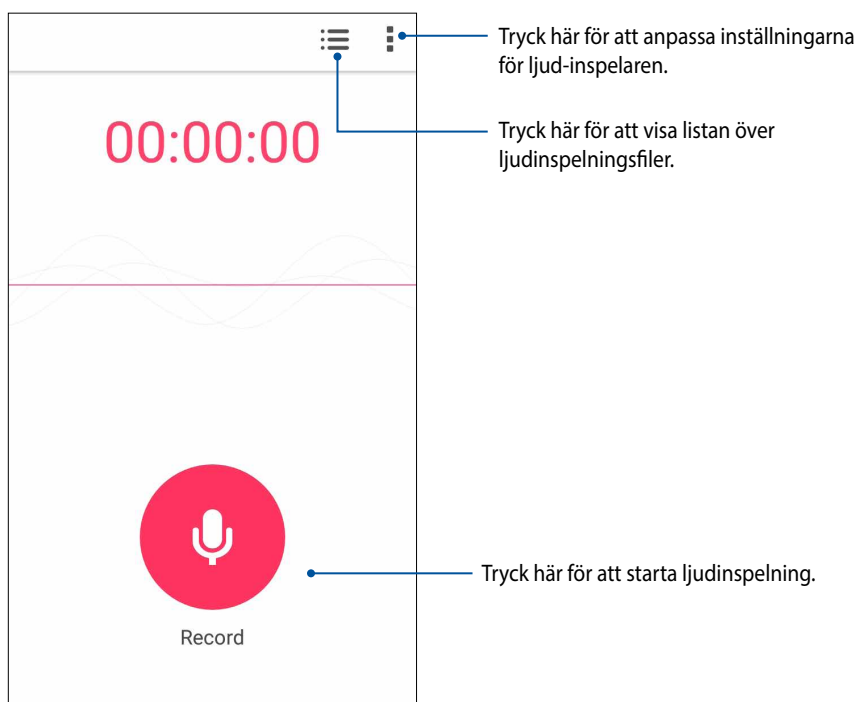 Tryck här för att anpassa inställningarna
för ljud-inspelaren.
Tryck här för att visa listan över
ljudinspelningsfiler.
00:00:00
Tryck här för att starta ljudinspelning.
Record